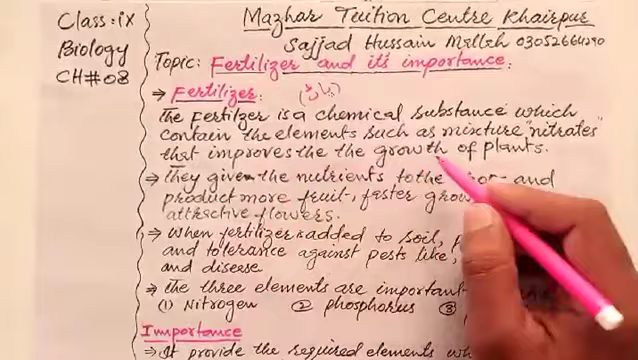 Class: ix
Biology
CH#08
Mazhar Tuition Centre Khairpur
Sajjad Hussain Mallah 03052664290
Topic: Fertilizer and its importance:
→ Fertilizer:
The Fertilzer is a chemical substance which
contain the elements such as mixture "nitrates"
that improves the the growth of plants.
→ They given the nutrients to the and
product more fruit, faster
attractive flowers.
→ When fertilizer is added to soil,
and tolerance against pests like,
and disease
→ the three elements are important
① Nitrogen ② phosphorus ③
Importance
→ It provide the required elements